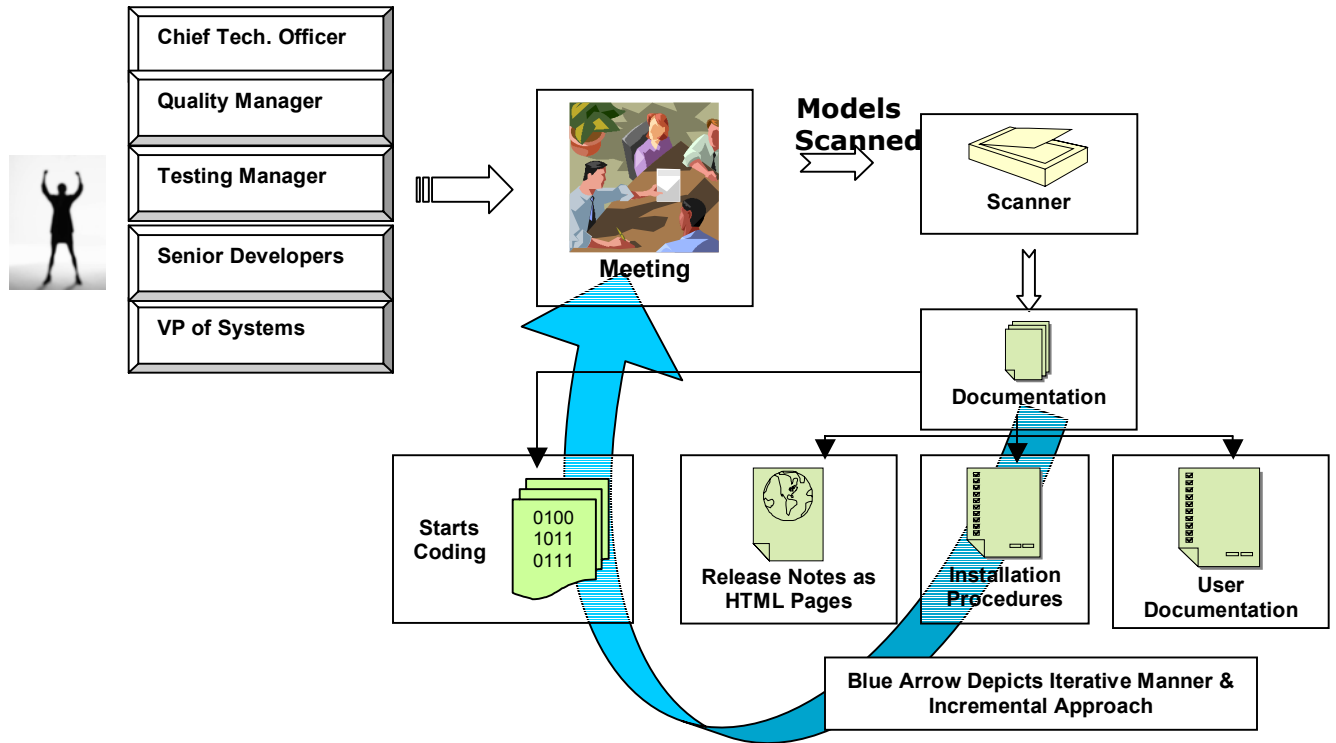 Chief Tech. Officer
Quality Manager
Testing Manager
Senior Developers
VP of Systems
Meeting
Models
Scanned
Scanner
Documentation
Starts
Coding
0100
1011
0111
Release Notes as
HTML Pages
Installation
Procedures
User
Documentation
Blue Arrow Depicts Iterative Manner &
Incremental Approach